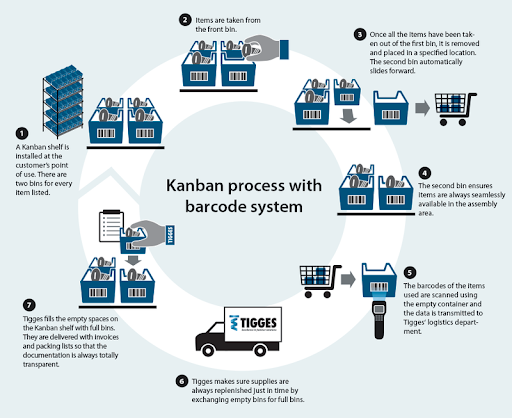 Kanban process with
barcode system
1
A Kanban shelf is
installed at the
customer's point
of use. There are
two bins for every
item listed.
2
Items are taken from
the front bin.
3
Once all the items have been tak-
en out of the first bin, it is removed
and placed in a specified location.
The second bin automatically
slides forward.
4
The second bin ensures
items are always seamlessly
available in the assembly
area.
5
The barcodes of the items
used are scanned using
the empty container and
the data is transmitted to
Tigges' logistics depart-
ment.
TIGGES
6
Tigges makes sure supplies are
always replenished just in time by
exchanging empty bins for full bins.
TIGGES
7
Tigges fills the empty spaces on
the Kanban shelf with full bins.
They are delivered with invoices
and packing lists so that the
documentation is always totally
transparent.